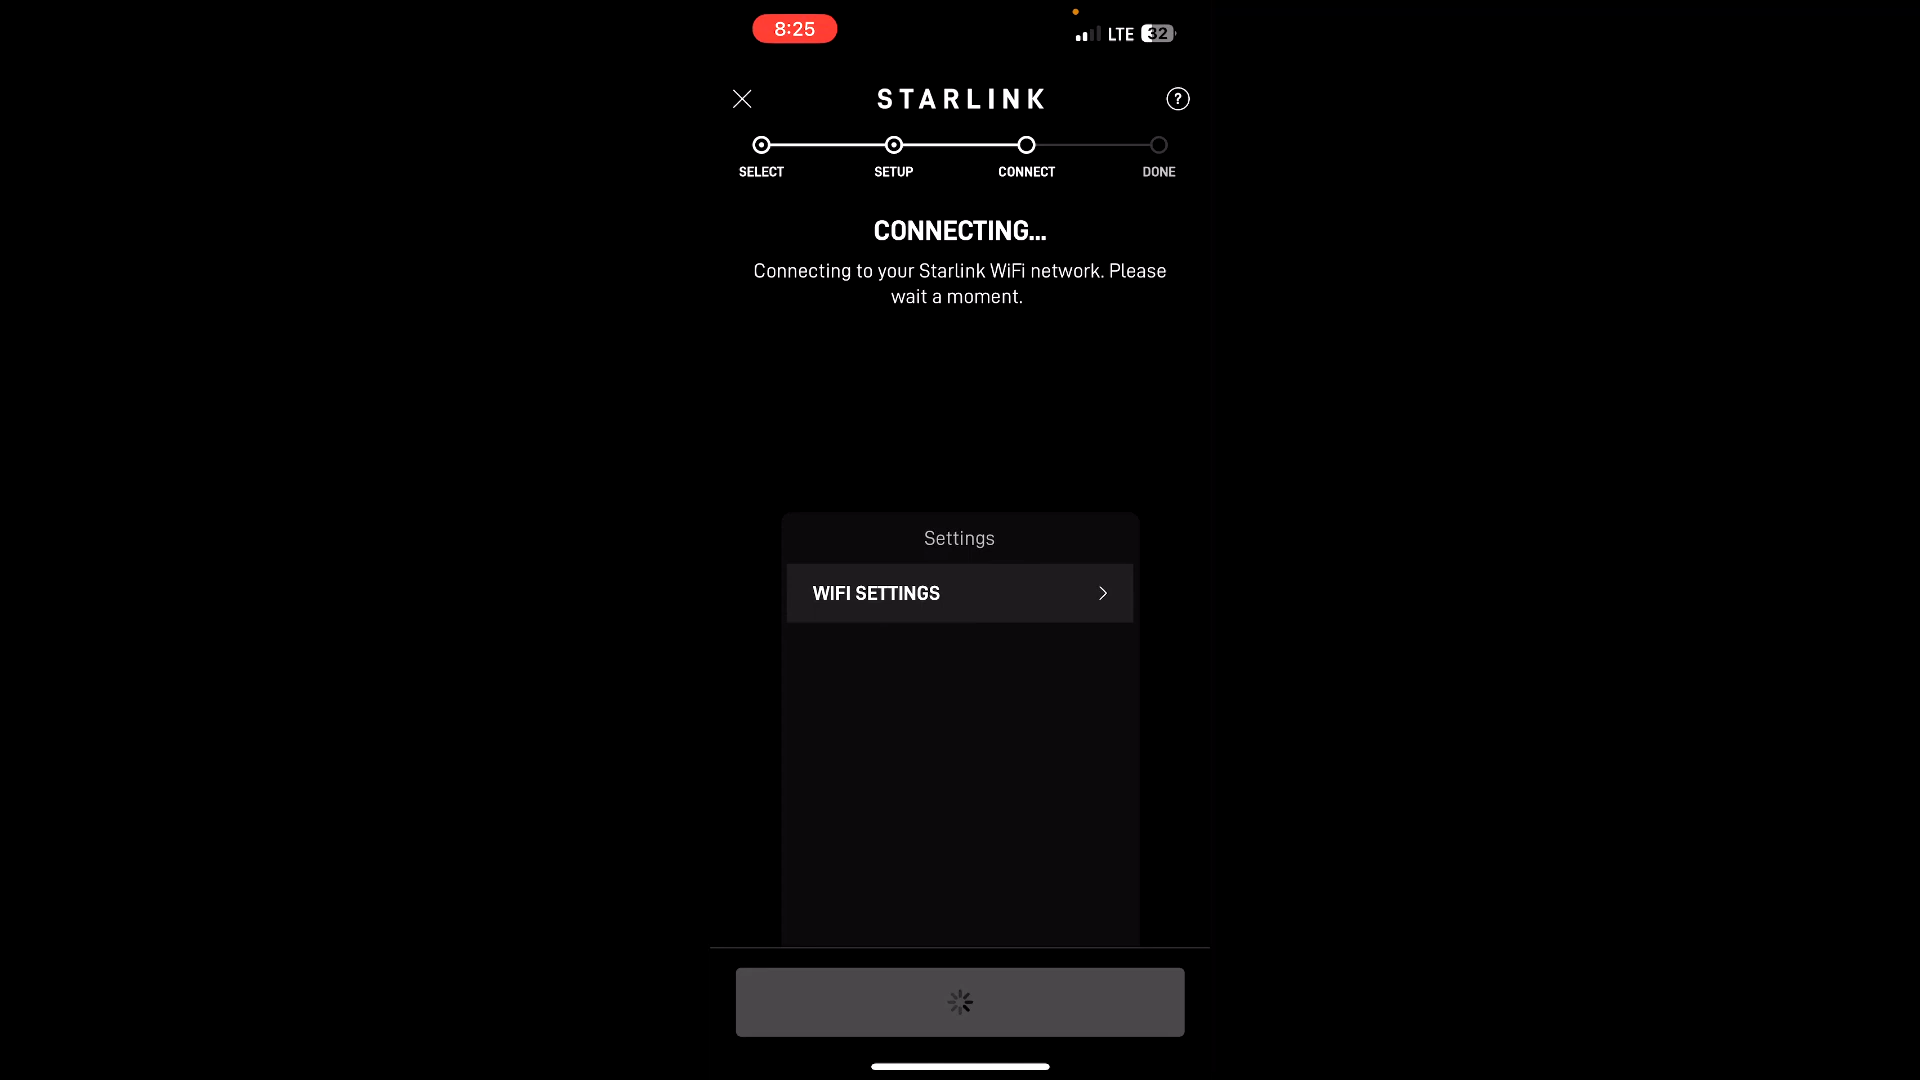 8:25
LTE 32
STARLINK
?
SELECT SETUP CONNECT DONE
CONNECTING...
Connecting to your Starlink WiFi network. Please
wait a moment.
Settings
WIFI SETTINGS